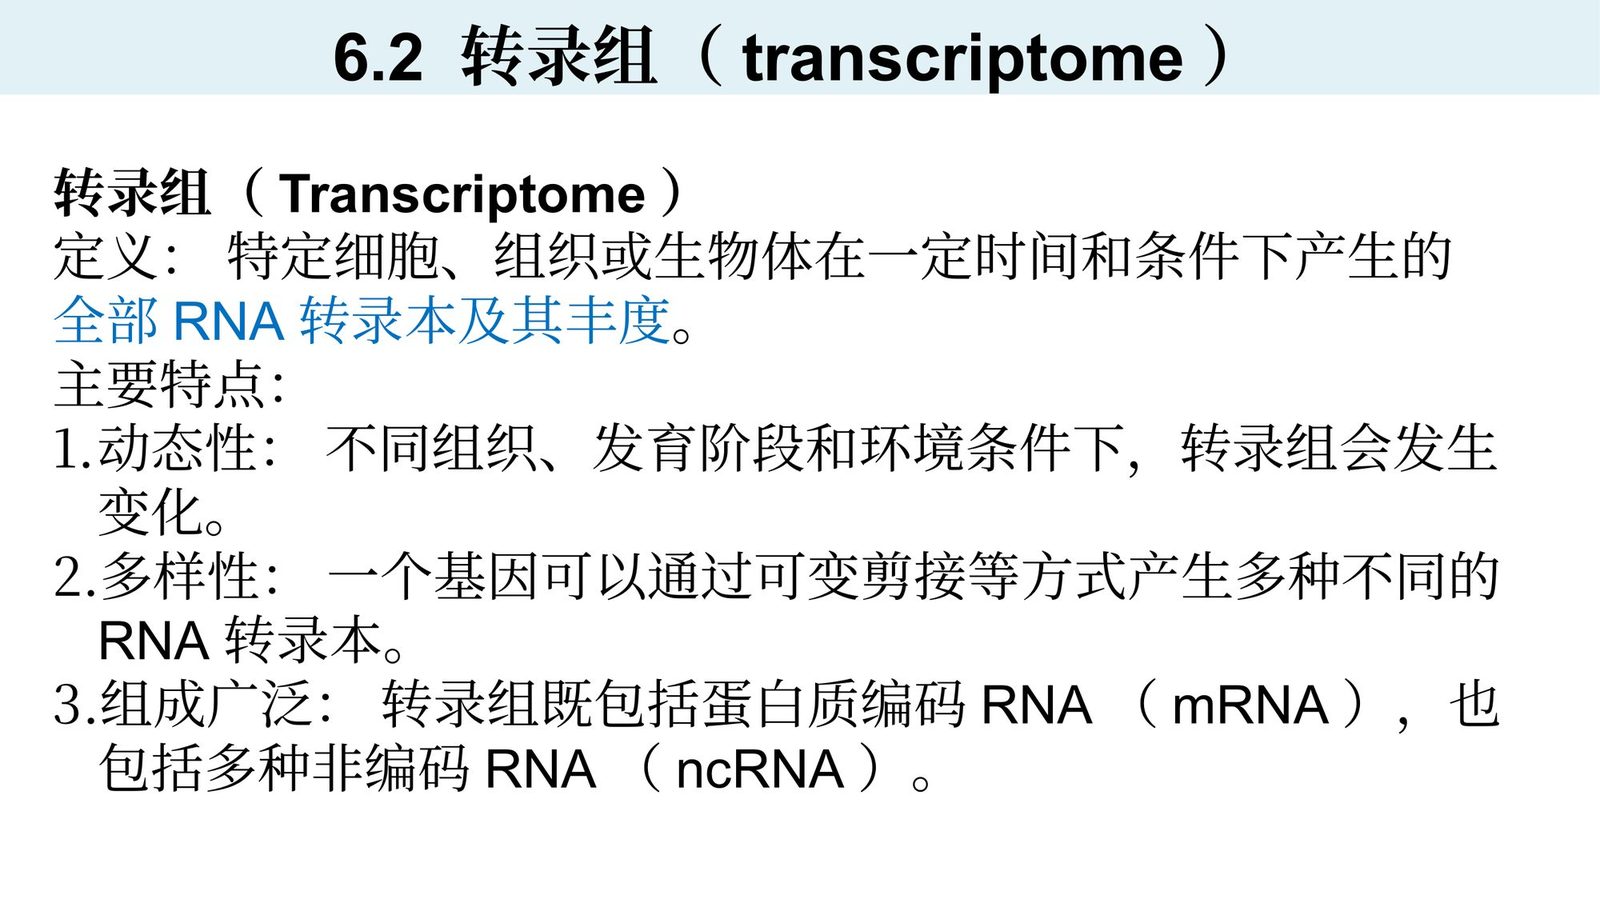 6.2 转录组（transcriptome）
转录组（Transcriptome）
定义： 特定细胞、组织或生物体在一定时间和条件下产生的
全部 RNA 转录本及其丰度。
主要特点：
1.动态性： 不同组织、发育阶段和环境条件下，转录组会发生
变化。
2.多样性： 一个基因可以通过可变剪接等方式产生多种不同的
RNA 转录本。
3.组成广泛： 转录组既包括蛋白质编码 RNA （mRNA），也
包括多种非编码 RNA （ncRNA）。